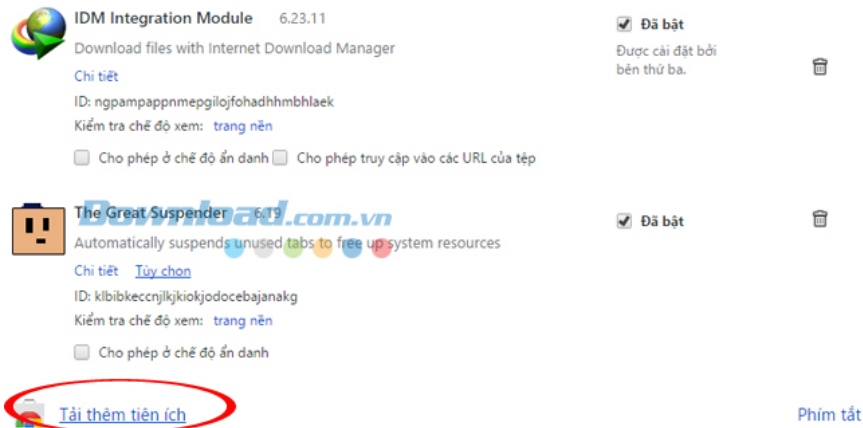 IDM Integration Module 6.23.11
Đã bật
Download files with Internet Download Manager
Được cài đặt bởi
bên thứ ba.
Chi tiết
ID: ngpampappnmepgilojfohadhhmbhlaek
Kiểm tra chế độ xem: trang nền
Cho phép ở chế độ ẩn danh Cho phép truy cập vào các URL của tệp
The Great Suspender 6.19
Đã bật
Download.com.vn
Automatically suspends unused tabs to free up system resources
Chi tiết Tùy chọn
ID: klbibkeccnjlkjkiokjodocebajanakg
Kiểm tra chế độ xem: trang nền
Cho phép ở chế độ ẩn danh
Tải thêm tiện ích Phím tắt